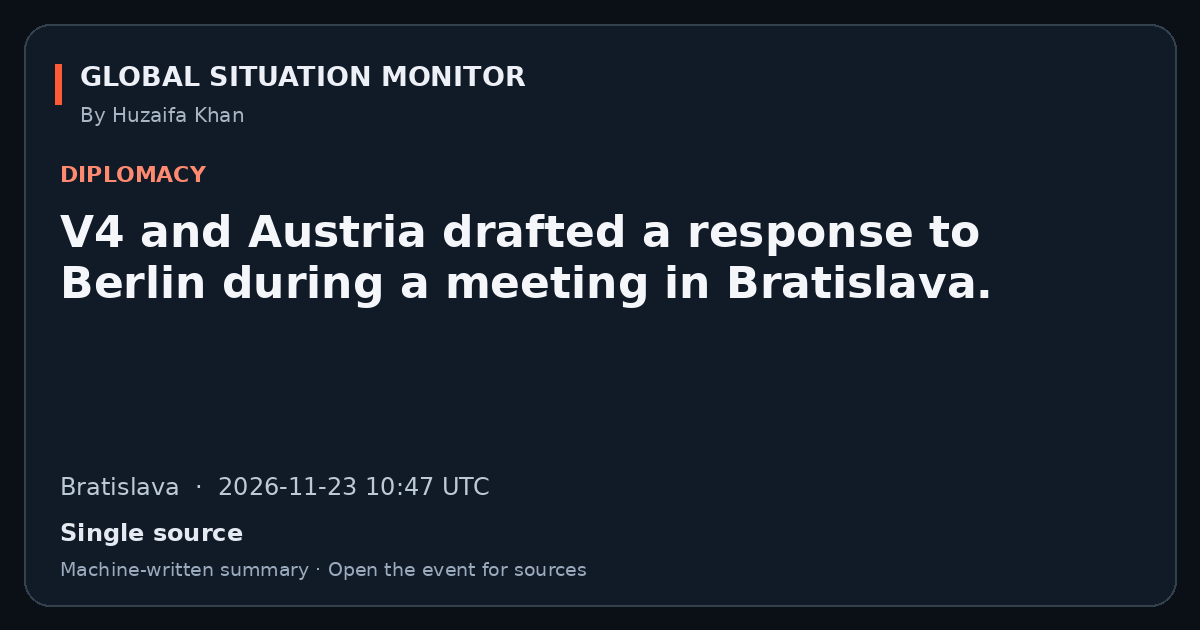 GLOBAL SITUATION MONITOR
By Huzaifa Khan
DIPLOMACY
V4 and Austria drafted a response to
Berlin during a meeting in Bratislava.
Bratislava · 2026-11-23 10:47 UTC
Single source
Machine-written summary · Open the event for sources